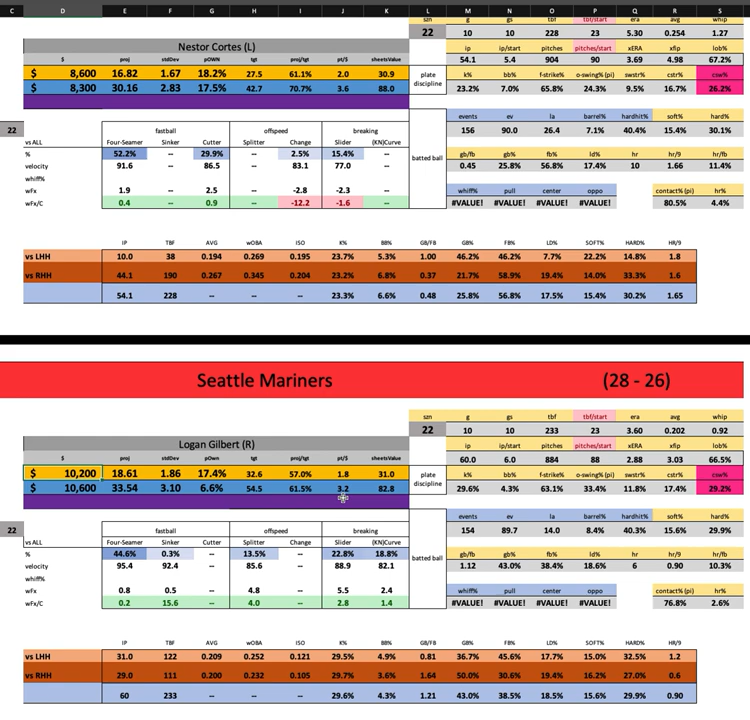 C D E F G H I J K L M N O P Q R S
szn g gs tbf tbf/start era avg whip
22 10 10 228 23 5.30 0.254 1.27
ip ip/start pitches pitches/start xERA xfip lob%
54.1 5.4 904 90 3.69 4.98 67.2%
Nestor Cortes (L)
$ proj stdDev pOwn tgt proj/tgt pt/$ sheetsValue
$ 8,600 16.82 1.67 18.2% 27.5 61.1% 2.0 30.9
$ 8,300 30.16 2.83 17.5% 42.7 70.7% 3.6 88.0
plate discipline
k% bb% f-strike% o-swing% (pi) swstr% cstr% csw%
23.2% 7.0% 65.8% 24.3% 9.5% 16.7% 26.2%
events ev la barrel% hardhit% soft% hard%
156 90.0 26.4 7.1% 40.4% 15.4% 30.1%
22 fastball offspeed breaking
vs ALL Four-Seamer Sinker Cutter Splitter Change Slider (KN)Curve
% 52.2% -- 29.9% -- 2.5% 15.4% --
velocity 91.6 -- 86.5 -- 83.1 77.0 --
whiff%
wFx 1.9 -- 2.5 -- -2.8 -2.3 --
wFx/C 0.4 -- 0.9 -- -12.2 -1.6 --
batted ball
gb/fb gb% fb% ld% hr hr/9 hr/fb
0.45 25.8% 56.8% 17.5% 10 1.66 11.4%
whiff% pull center oppo contact% (pi) hr%
#VALUE! #VALUE! #VALUE! #VALUE! 80.5% 4.4%
IP TBF AVG wOBA ISO K% BB% GB/FB GB% FB% LD% SOFT% HARD% HR/9
vs LHH 10.0 38 0.194 0.269 0.195 23.7% 5.3% 1.00 46.2% 46.2% 7.7% 22.2% 14.8% 1.8
vs RHH 44.1 190 0.267 0.345 0.204 23.2% 6.8% 0.37 21.7% 58.9% 19.4% 14.0% 33.3% 1.6
54.1 228 -- -- -- 23.3% 6.6% 0.48 25.8% 56.8% 17.5% 15.4% 30.2% 1.65
Seattle Mariners (28 - 26)
szn g gs tbf tbf/start era avg whip
22 10 10 233 23 3.60 0.202 0.92
ip ip/start pitches pitches/start xERA xfip lob%
60.0 6.0 884 88 2.88 3.03 66.5%
Logan Gilbert (R)
$ proj stdDev pOwn tgt proj/tgt pt/$ sheetsValue
$ 10,200 18.61 1.86 17.4% 32.6 57.0% 1.8 31.0
$ 10,600 33.54 3.10 6.6% 54.5 61.5% 3.2 82.8
plate discipline
k% bb% f-strike% o-swing% (pi) swstr% cstr% csw%
29.6% 4.3% 63.1% 33.4% 11.8% 17.4% 29.2%
events ev la barrel% hardhit% soft% hard%
154 89.7 14.0 8.4% 40.3% 15.6% 29.9%
22 fastball offspeed breaking
vs ALL Four-Seamer Sinker Cutter Splitter Change Slider (KN)Curve
% 44.6% 0.3% -- 13.5% -- 22.8% 18.8%
velocity 95.4 92.4 -- 85.6 -- 88.9 82.1
whiff%
wFx 0.8 0.5 -- 4.8 -- 5.5 2.4
wFx/C 0.2 15.6 -- 4.0 -- 2.8 1.4
batted ball
gb/fb gb% fb% ld% hr hr/9 hr/fb
1.12 43.0% 38.4% 18.6% 6 0.90 10.3%
whiff% pull center oppo contact% (pi) hr%
#VALUE! #VALUE! #VALUE! #VALUE! 76.8% 2.6%
IP TBF AVG wOBA ISO K% BB% GB/FB GB% FB% LD% SOFT% HARD% HR/9
vs LHH 31.0 122 0.209 0.252 0.121 29.5% 4.9% 0.81 36.7% 45.6% 17.7% 15.0% 32.5% 1.2
vs RHH 29.0 111 0.200 0.232 0.105 29.7% 3.6% 1.64 50.0% 30.6% 19.4% 16.2% 27.0% 0.6
60 233 -- -- -- 29.6% 4.3% 1.21 43.0% 38.5% 18.5% 15.6% 29.9% 0.90